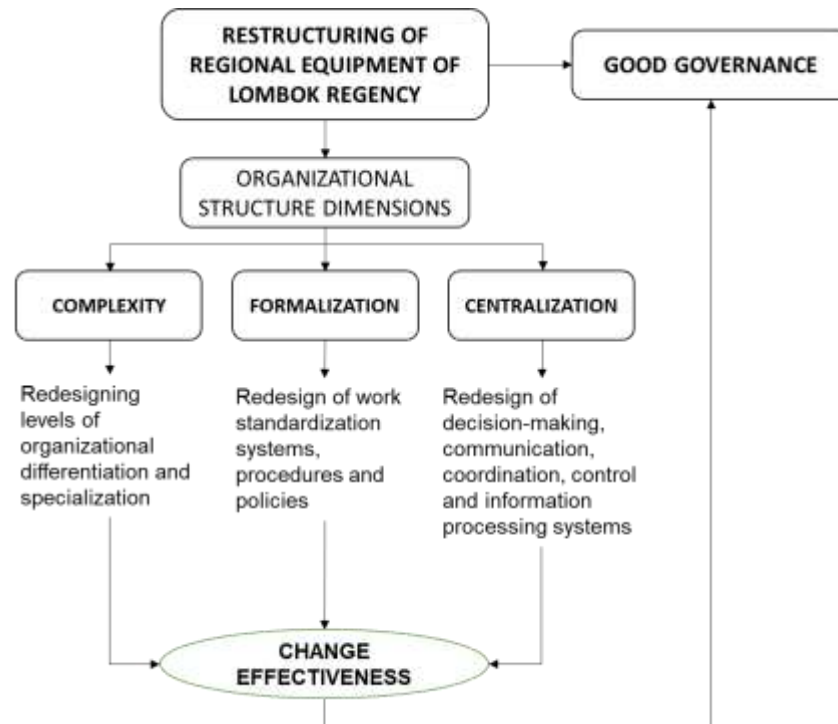 RESTRUCTURING OF
REGIONAL EQUIPMENT OF
LOMBOK REGENCY
GOOD GOVERNANCE
ORGANIZATIONAL
STRUCTURE DIMENSIONS
COMPLEXITY
FORMALIZATION
CENTRALIZATION
Redesigning
levels of
organizational
differentiation and
specialization
Redesign of work
standardization
systems,
procedures and
policies
Redesign of
decision-making,
communication,
coordination, control
and information
processing systems
CHANGE
EFFECTIVENESS